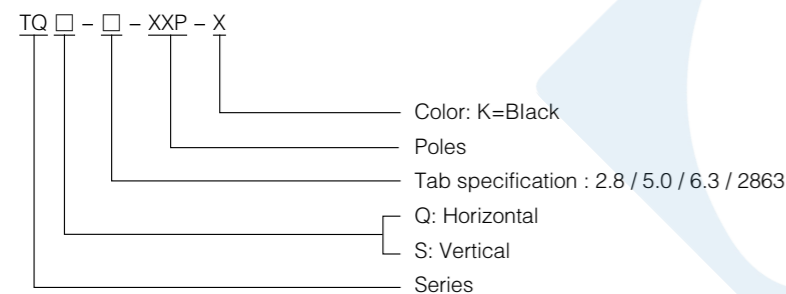 TQ □ – □ – XXP – X
Color: K=Black
Poles
Tab specification : 2.8 / 5.0 / 6.3 / 2863
Q: Horizontal
S: Vertical
Series